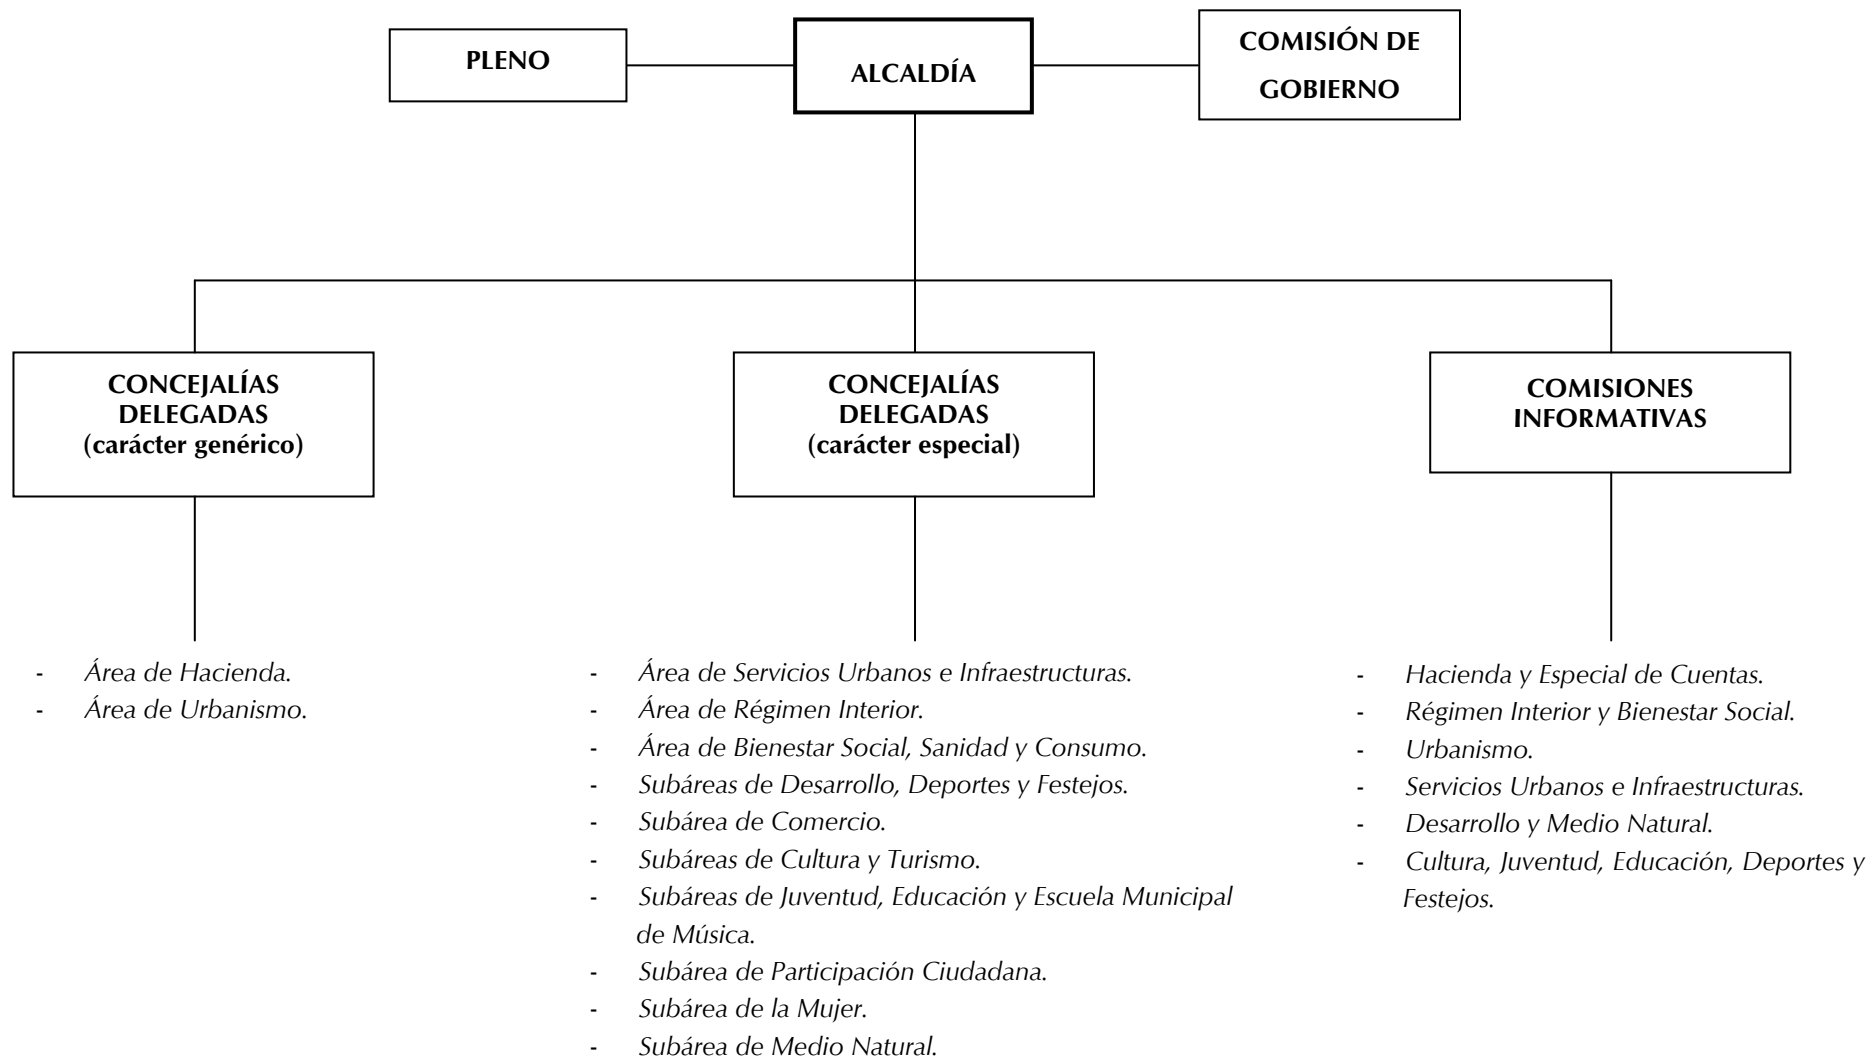 PLENO
ALCALDÍA
COMISIÓN DE
GOBIERNO
CONCEJALÍAS
DELEGADAS
(carácter genérico)
CONCEJALÍAS
DELEGADAS
(carácter especial)
COMISIONES
INFORMATIVAS
- Área de Hacienda.
- Área de Urbanismo.
- Área de Servicios Urbanos e Infraestructuras.
- Área de Régimen Interior.
- Área de Bienestar Social, Sanidad y Consumo.
- Subáreas de Desarrollo, Deportes y Festejos.
- Subárea de Comercio.
- Subáreas de Cultura y Turismo.
- Subáreas de Juventud, Educación y Escuela Municipal
de Música.
- Subárea de Participación Ciudadana.
- Subárea de la Mujer.
- Subárea de Medio Natural.
- Hacienda y Especial de Cuentas.
- Régimen Interior y Bienestar Social.
- Urbanismo.
- Servicios Urbanos e Infraestructuras.
- Desarrollo y Medio Natural.
- Cultura, Juventud, Educación, Deportes y
Festejos.